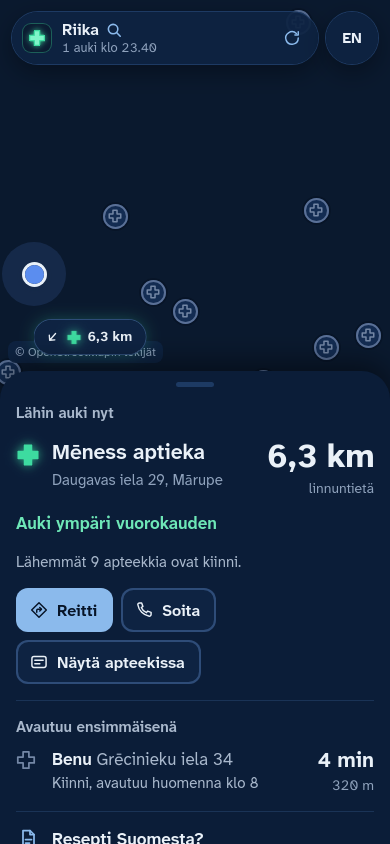 Riika
1 auki klo 23.40
EN
6,3 km
Lähin auki nyt
Mēness aptieka
6,3 km
Daugavas iela 29, Mārupe
linnuntietä
Auki ympäri vuorokauden
Lähemmät 9 apteekkia ovat kiinni.
Reitti
Soita
Näytä apteekissa
Avautuu ensimmäisenä
Benu Grēcinieku iela 34
4 min
Kiinni, avautuu huomenna klo 8
320 m
Resepti Suomesta?